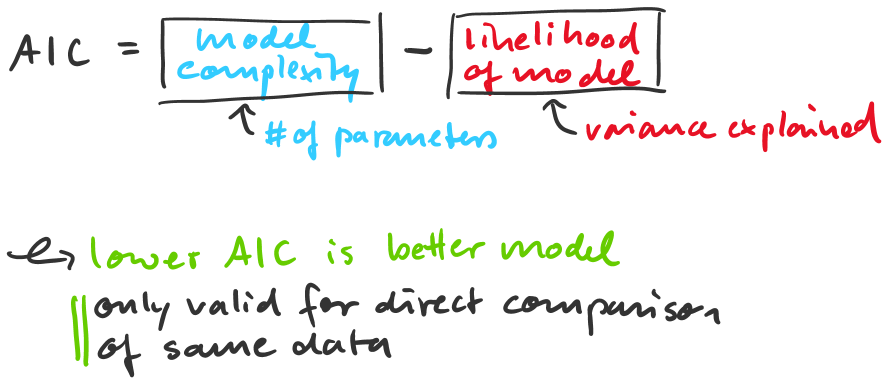 AIC = model complexity - likelihood of model
# of parameters
variance explained
lower AIC is better model
only valid for direct comparison
of same data